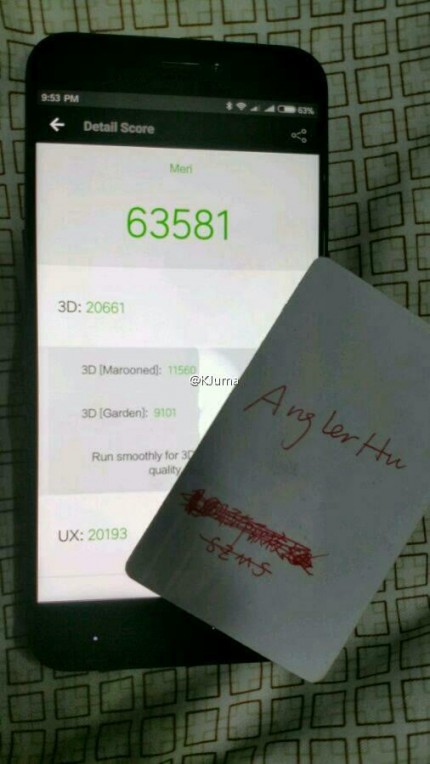 9:53 PM 63%
Detail Score
Meri
63581
3D: 20661
3D [Marooned]: 11560
@KJuma
3D [Garden]: 9101
Run smoothly for 3D
quality
UX: 20193
AnglerHu